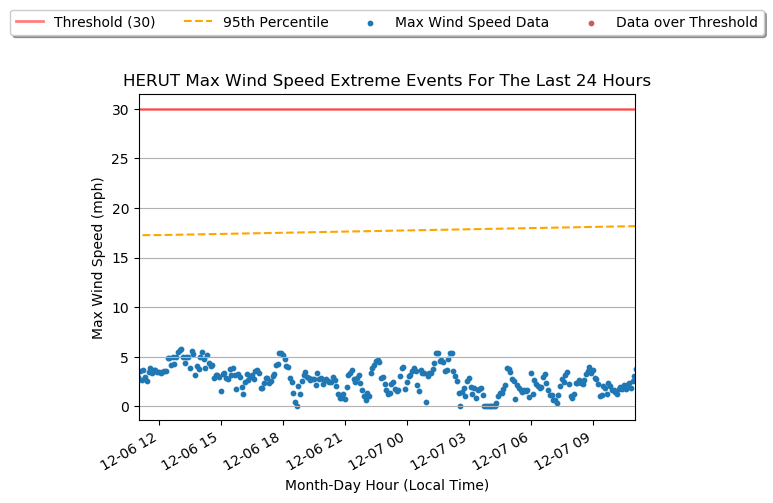 Threshold (30) 95th Percentile Max Wind Speed Data Data over Threshold
HERUT Max Wind Speed Extreme Events For The Last 24 Hours
Max Wind Speed (mph)
30
25
20
15
10
5
0
12-06 12 12-06 15 12-06 18 12-06 21 12-07 00 12-07 03 12-07 06 12-07 09
Month-Day Hour (Local Time)